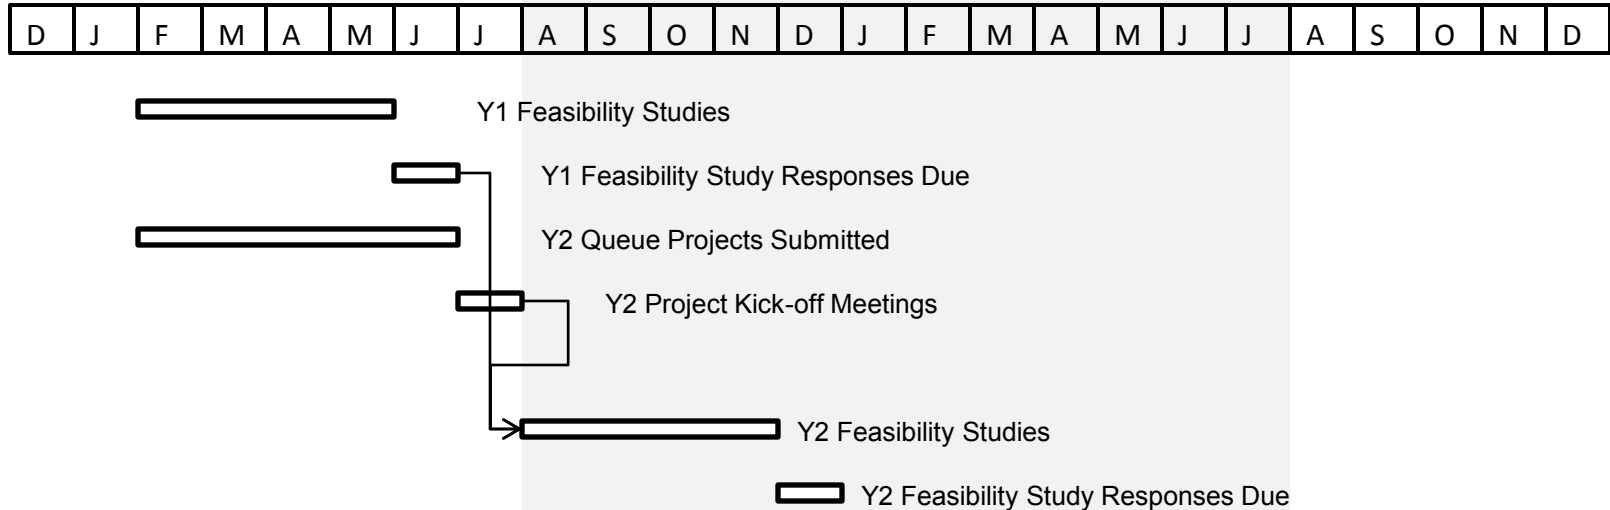 D J F M A M J J A S O N D J F M A M J J A S O N D
Y1 Feasibility Studies
Y1 Feasibility Study Responses Due
Y2 Queue Projects Submitted
Y2 Project Kick-off Meetings
Y2 Feasibility Studies
Y2 Feasibility Study Responses Due